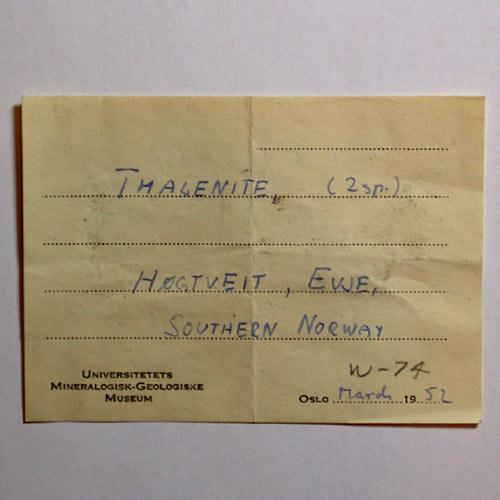 THALENITE, (2 sp.)
HØGTVEIT, EVJE,
SOUTHERN NORWAY
W-74
UNIVERSITETETS
MINERALOGISK-GEOLOGISKE
MUSEUM
OSLO March 19 52